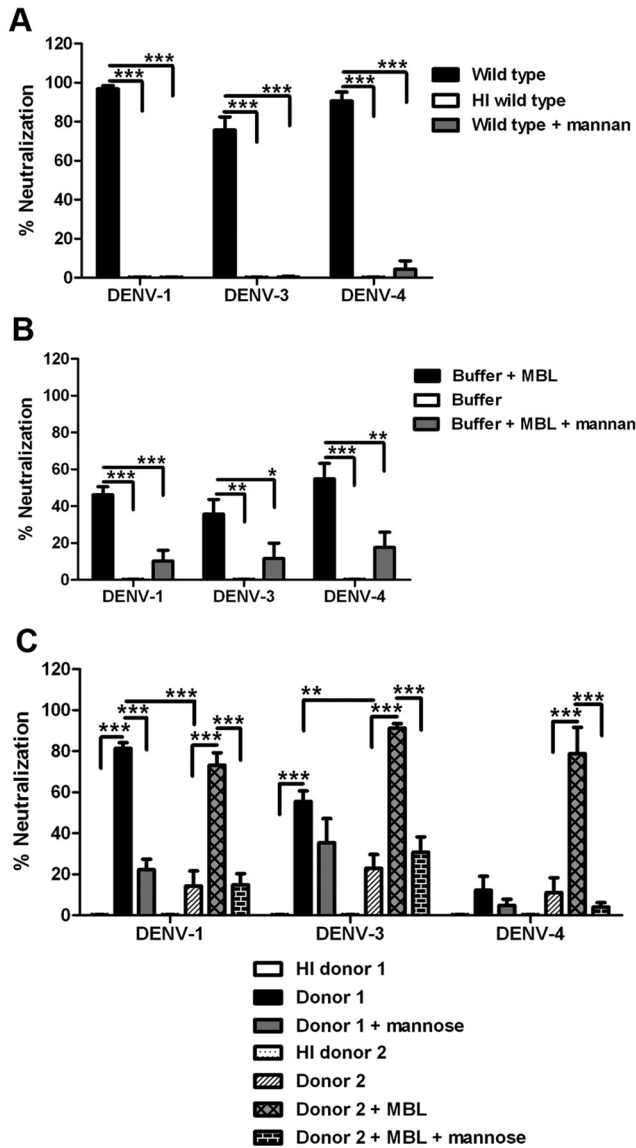 A
% Neutralization
120
100
80
60
40
20
0
*** *** *** *** *** ***
DENV-1 DENV-3 DENV-4
Wild type
HI wild type
Wild type + mannan
B
% Neutralization
120
100
80
60
40
20
0
*** *** ** * *** **
DENV-1 DENV-3 DENV-4
Buffer + MBL
Buffer
Buffer + MBL + mannan
C
% Neutralization
120
100
80
60
40
20
0
*** *** *** *** *** *** ** *** *** *** ***
DENV-1 DENV-3 DENV-4
HI donor 1
Donor 1
Donor 1 + mannose
HI donor 2
Donor 2
Donor 2 + MBL
Donor 2 + MBL + mannose